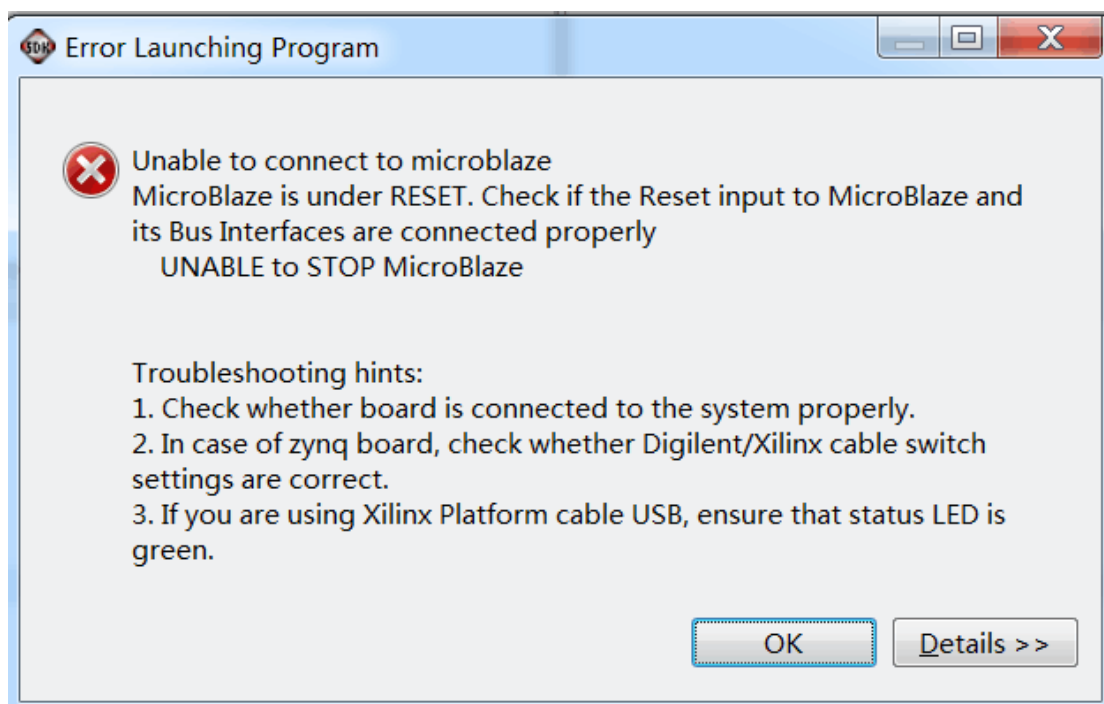 SDK Error Launching Program
Unable to connect to microblaze
MicroBlaze is under RESET. Check if the Reset input to MicroBlaze and
its Bus Interfaces are connected properly
UNABLE to STOP MicroBlaze
Troubleshooting hints:
1. Check whether board is connected to the system properly.
2. In case of zynq board, check whether Digilent/Xilinx cable switch
settings are correct.
3. If you are using Xilinx Platform cable USB, ensure that status LED is
green.
OK Details >>